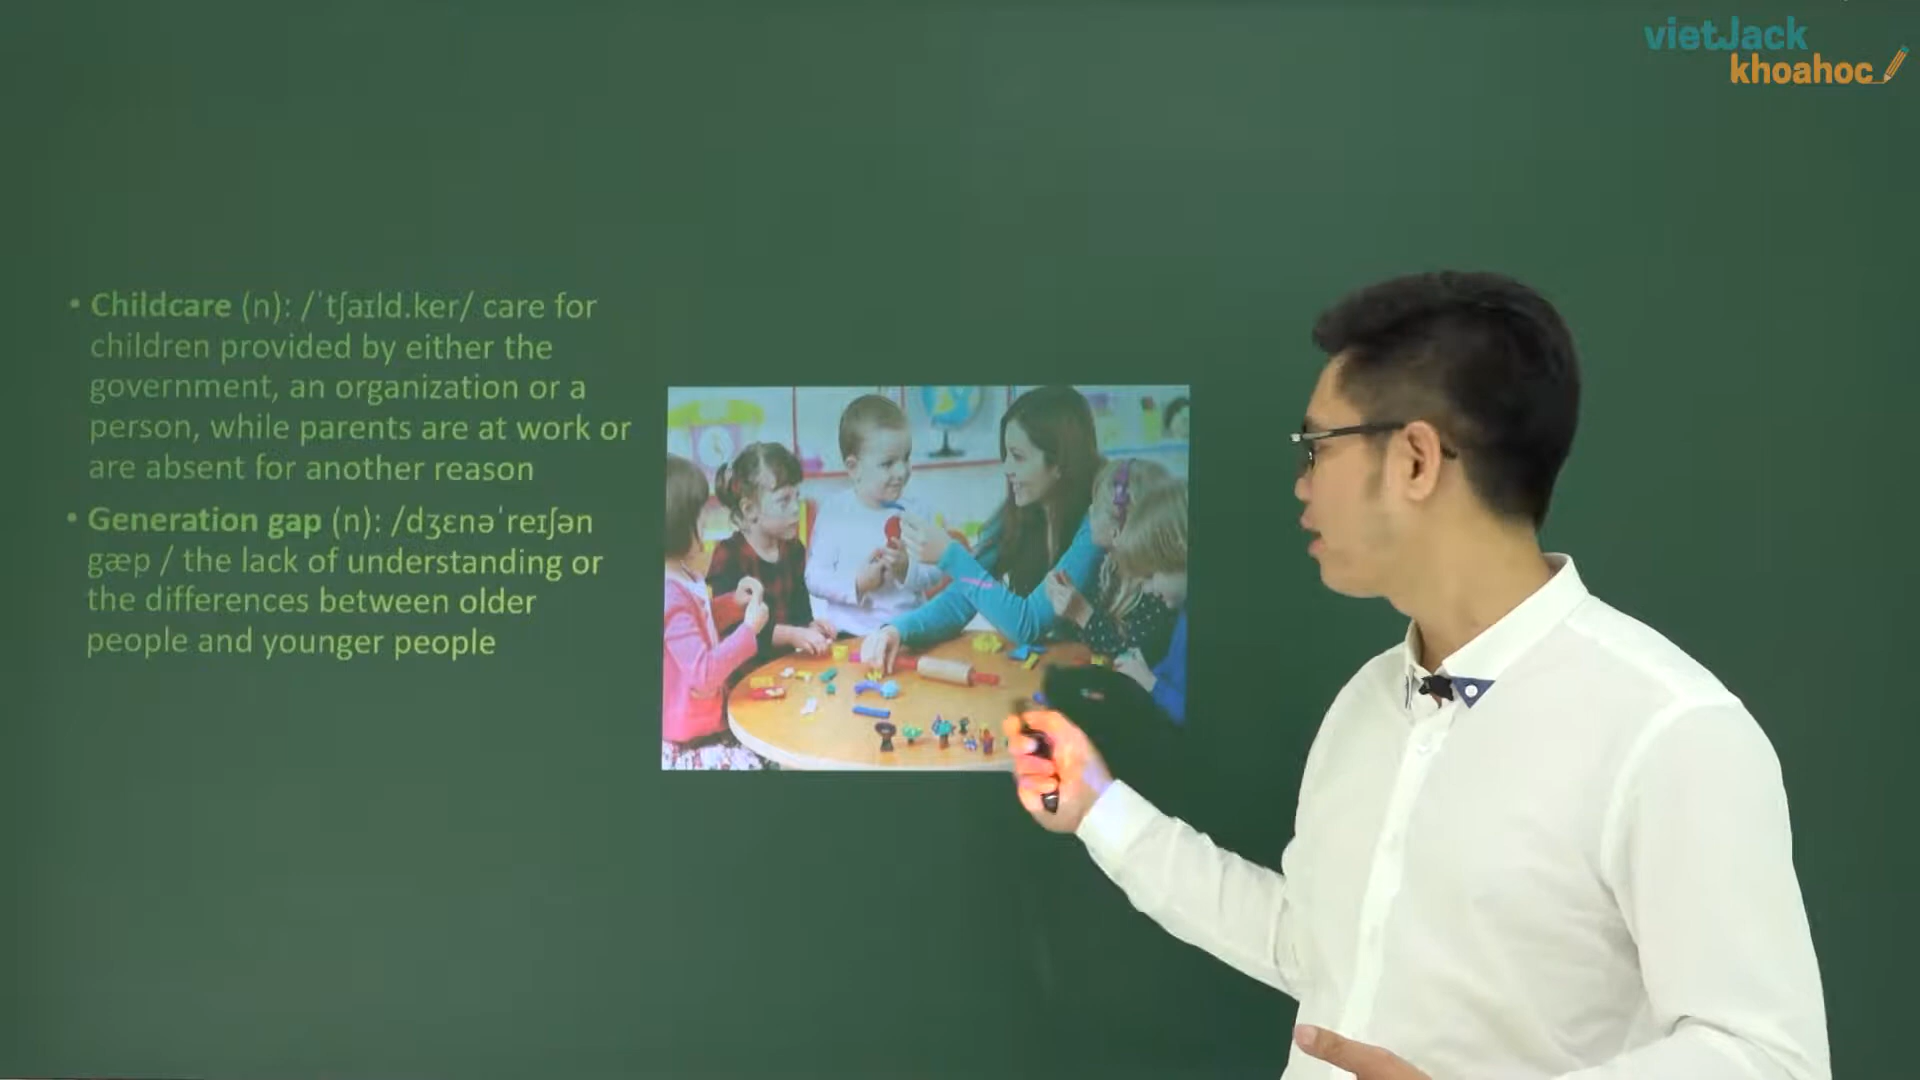 vietJack
khoahoc
• Childcare (n): /ˈtʃaɪld.ker/ care for
children provided by either the
government, an organization or a
person, while parents are at work or
are absent for another reason
• Generation gap (n): /dʒɛnəˈreɪʃən
gæp / the lack of understanding or
the differences between older
people and younger people